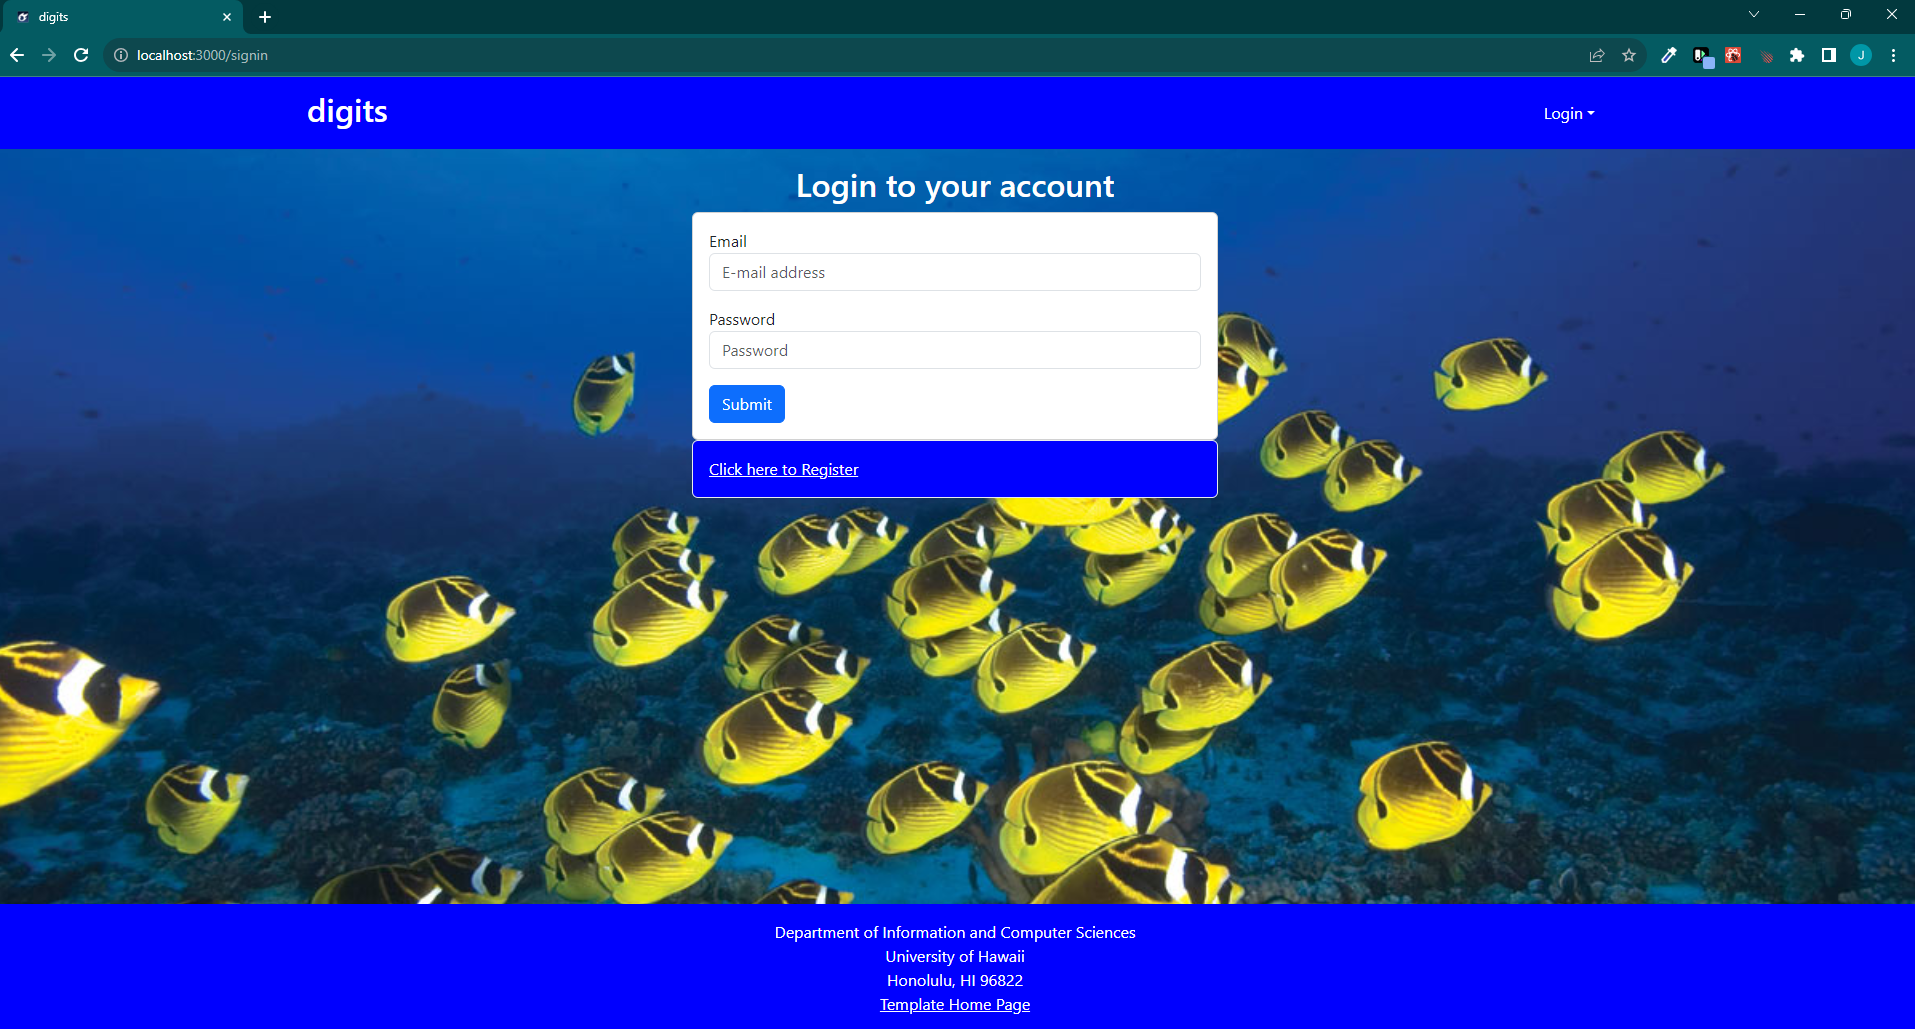 digits
localhost:3000/signin
J
digits
Login
Login to your account
Email
E-mail address
Password
Password
Submit
Click here to Register
Department of Information and Computer Sciences
University of Hawaii
Honolulu, HI 96822
Template Home Page